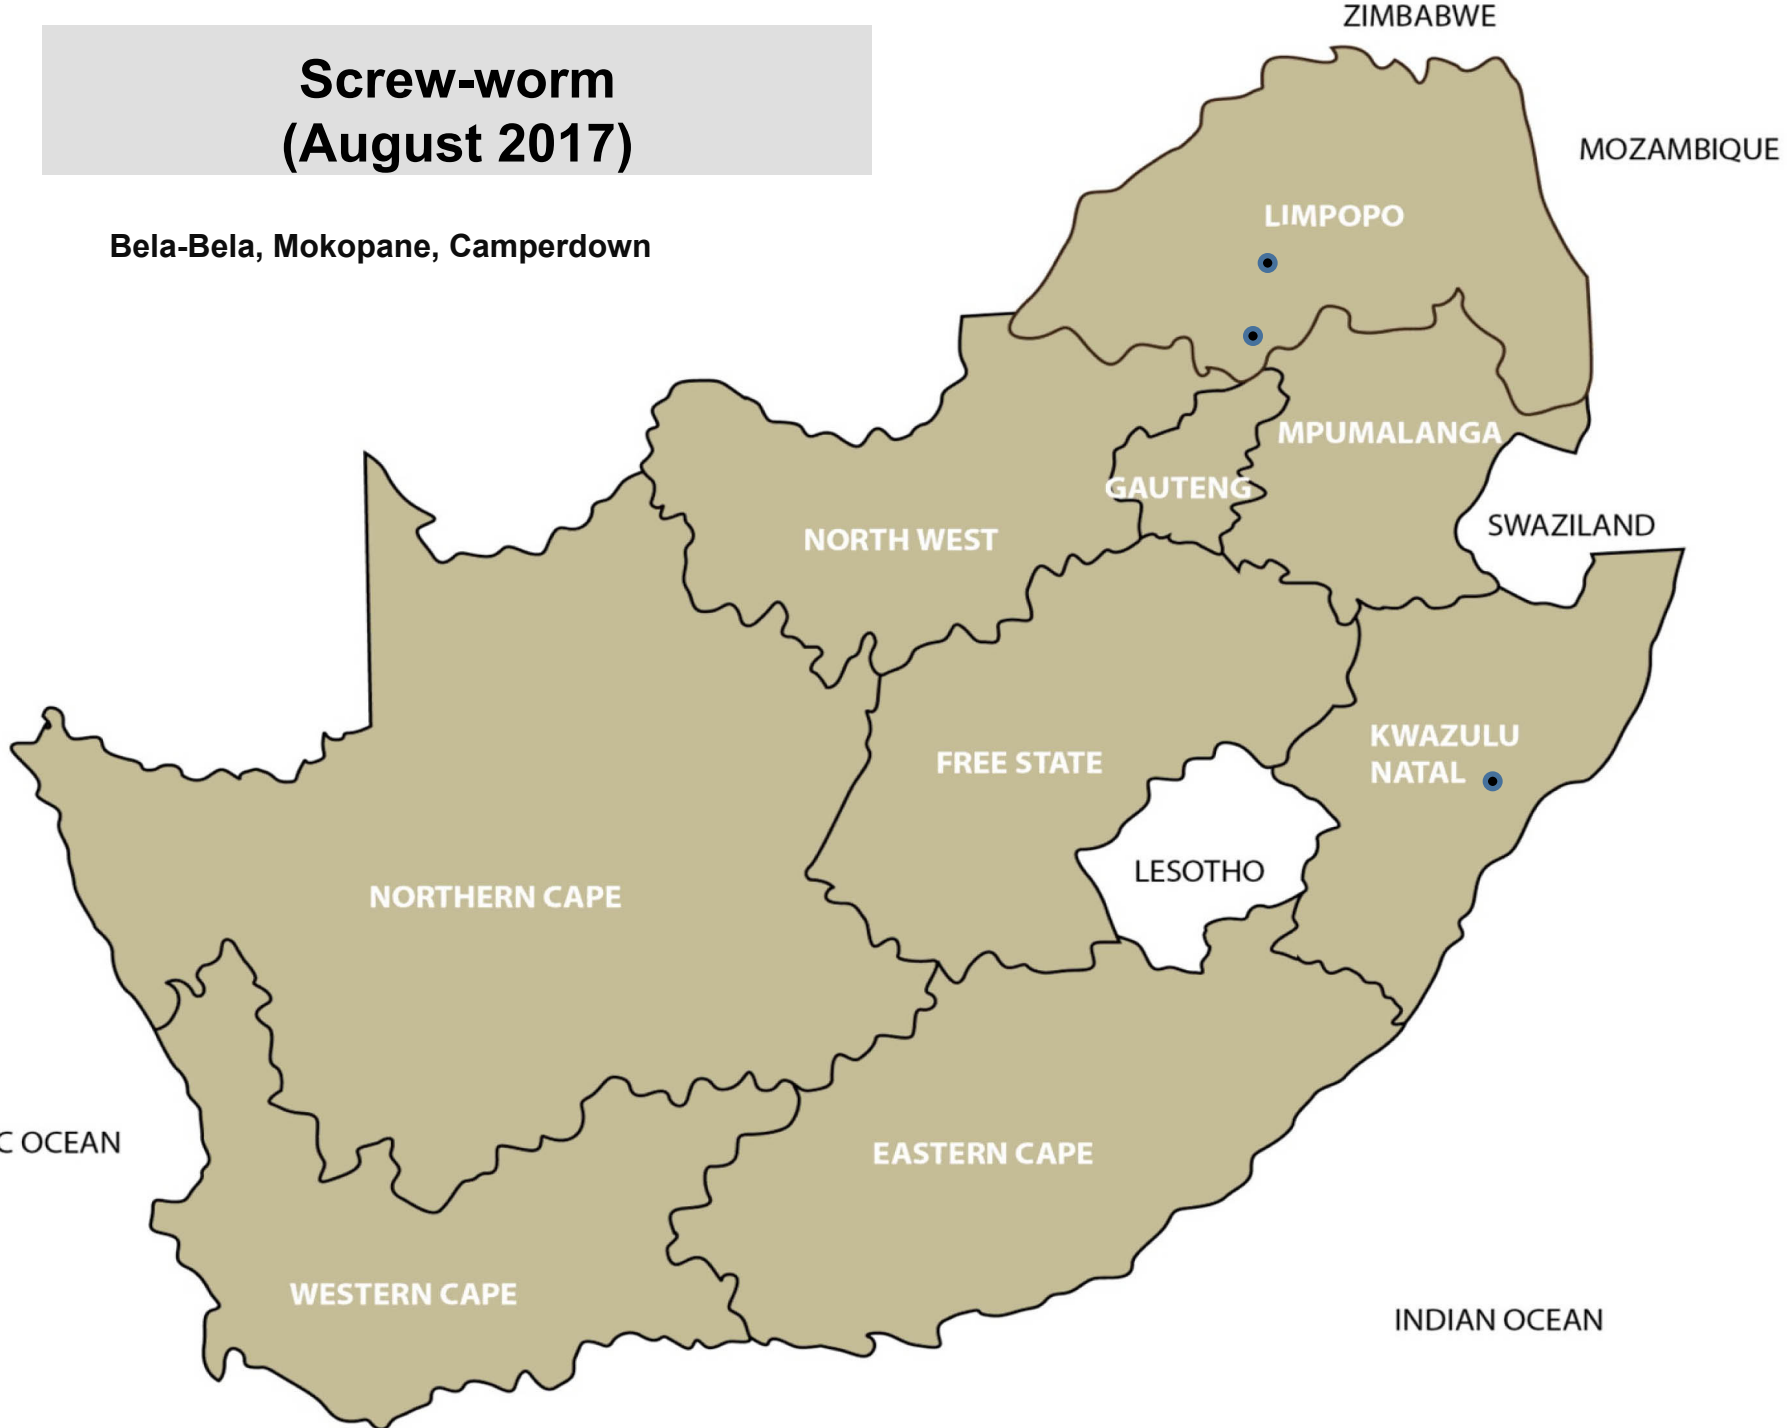 Screw-worm
(August 2017)
Bela-Bela, Mokopane, Camperdown
ZIMBABWE
MOZAMBIQUE
LIMPOPO
MPUMALANGA
GAUTENG
SWAZILAND
NORTH WEST
KWAZULU
NATAL
FREE STATE
LESOTHO
NORTHERN CAPE
C OCEAN
EASTERN CAPE
WESTERN CAPE
INDIAN OCEAN